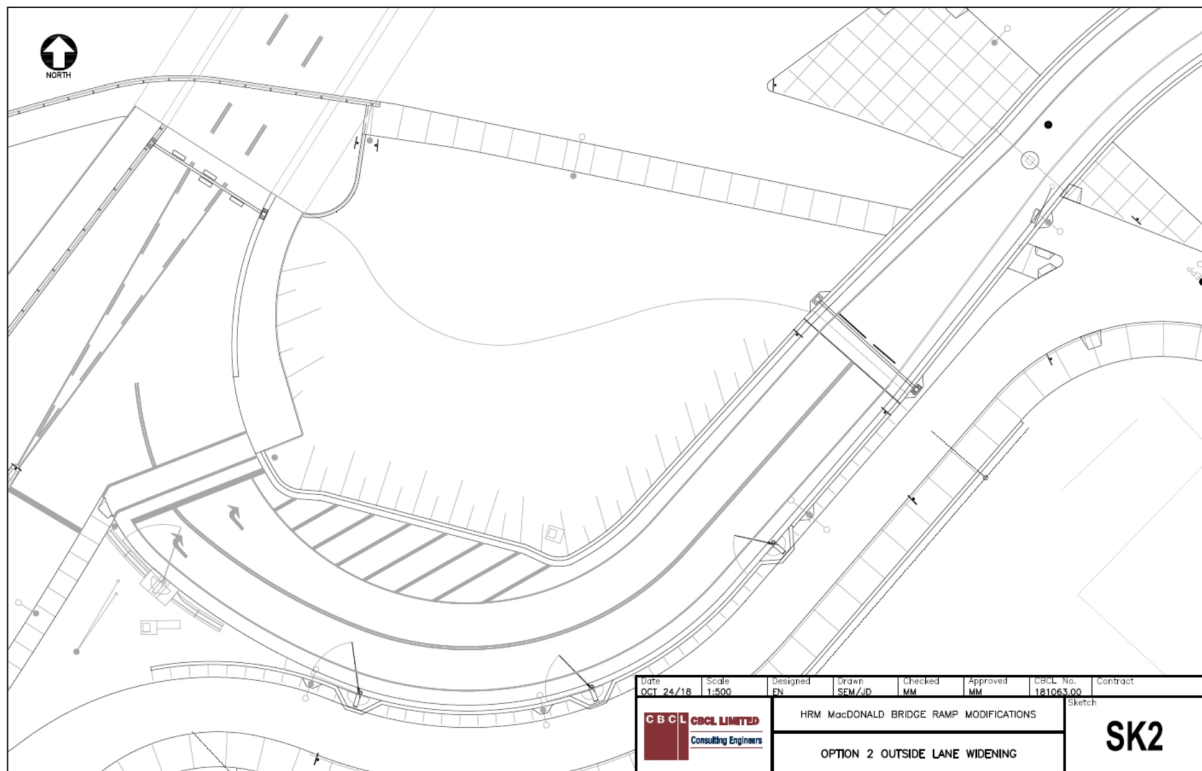 NORTH
Date Scale Designed Drawn Checked Approved CBCL No. Contract
OCT 24/18 1:500 EN SEM/JD MM MM 181063.00
Sketch
CBCL CBCL LIMITED
Consulting Engineers
HRM MacDONALD BRIDGE RAMP MODIFICATIONS
OPTION 2 OUTSIDE LANE WIDENING
SK2